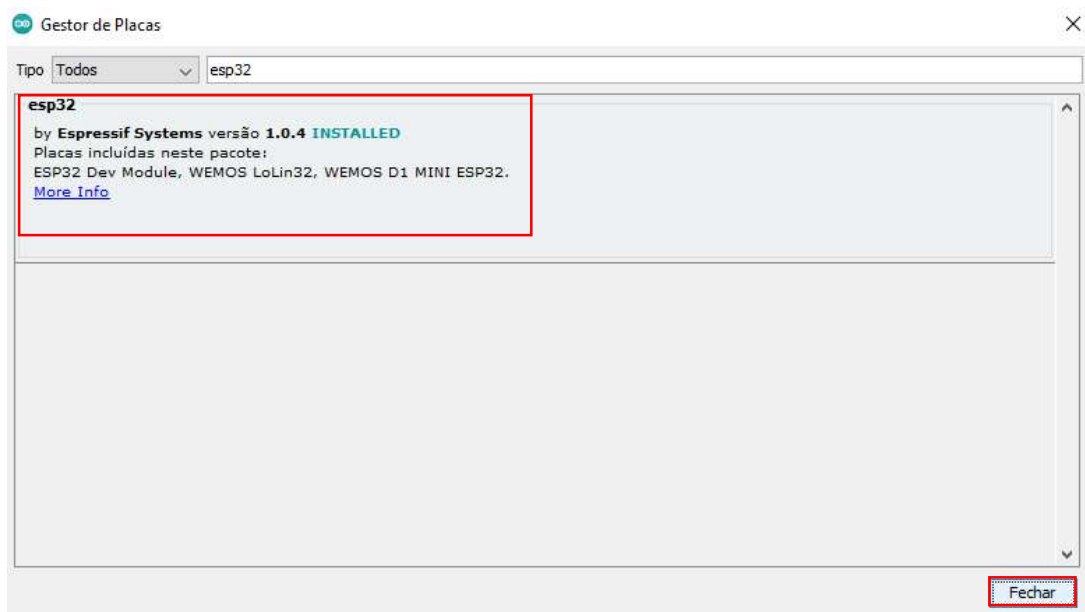 Gestor de Placas
Tipo Todos esp32
esp32
by Espressif Systems versão 1.0.4 INSTALLED
Placas incluídas neste pacote:
ESP32 Dev Module, WEMOS LoLin32, WEMOS D1 MINI ESP32.
More Info
Fechar